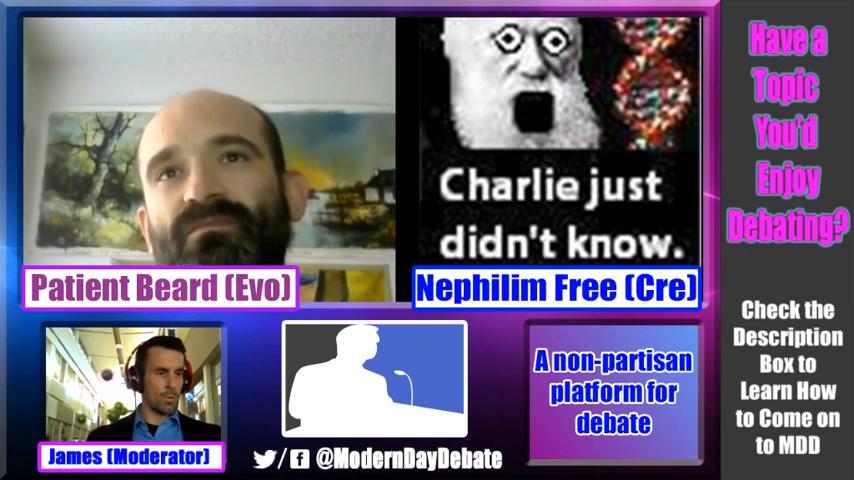 Charlie just
didn't know.
Patient Beard (Evo)
Nephilim Free (Cre)
James (Moderator)
/ @ModernDayDebate
A non-partisan
platform for
debate
Have a
Topic
You'd
Enjoy
Debating?
Check the
Description
Box to
Learn How
to Come on
to MDD